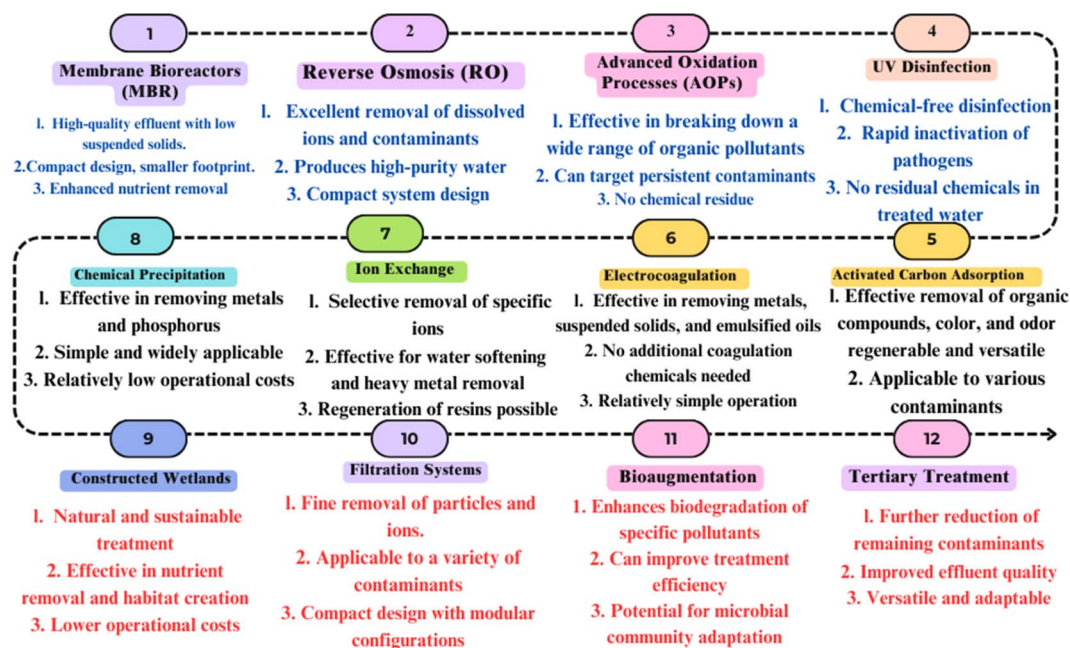 1
Membrane Bioreactors
(MBR)
1. High-quality effluent with low
suspended solids.
2.Compact design, smaller footprint.
3. Enhanced nutrient removal
2
Reverse Osmosis (RO)
1. Excellent removal of dissolved
ions and contaminants
2. Produces high-purity water
3. Compact system design
3
Advanced Oxidation
Processes (AOPs)
1. Effective in breaking down a
wide range of organic pollutants
2. Can target persistent contaminants
3. No chemical residue
4
UV Disinfection
1. Chemical-free disinfection
2. Rapid inactivation of
pathogens
3. No residual chemicals in
treated water
5
Activated Carbon Adsorption
1. Effective removal of organic
compounds, color, and odor
regenerable and versatile
2. Applicable to various
contaminants
6
Electrocoagulation
1. Effective in removing metals,
suspended solids, and emulsified oils
2. No additional coagulation
chemicals needed
3. Relatively simple operation
7
Ion Exchange
1. Selective removal of specific
ions
2. Effective for water softening
and heavy metal removal
3. Regeneration of resins possible
8
Chemical Precipitation
1. Effective in removing metals
and phosphorus
2. Simple and widely applicable
3. Relatively low operational costs
9
Constructed Wetlands
1. Natural and sustainable
treatment
2. Effective in nutrient
removal and habitat creation
3. Lower operational costs
10
Filtration Systems
1. Fine removal of particles and
ions.
2. Applicable to a variety of
contaminants
3. Compact design with modular
configurations
11
Bioaugmentation
1. Enhances biodegradation of
specific pollutants
2. Can improve treatment
efficiency
3. Potential for microbial
community adaptation
12
Tertiary Treatment
1. Further reduction of
remaining contaminants
2. Improved effluent quality
3. Versatile and adaptable